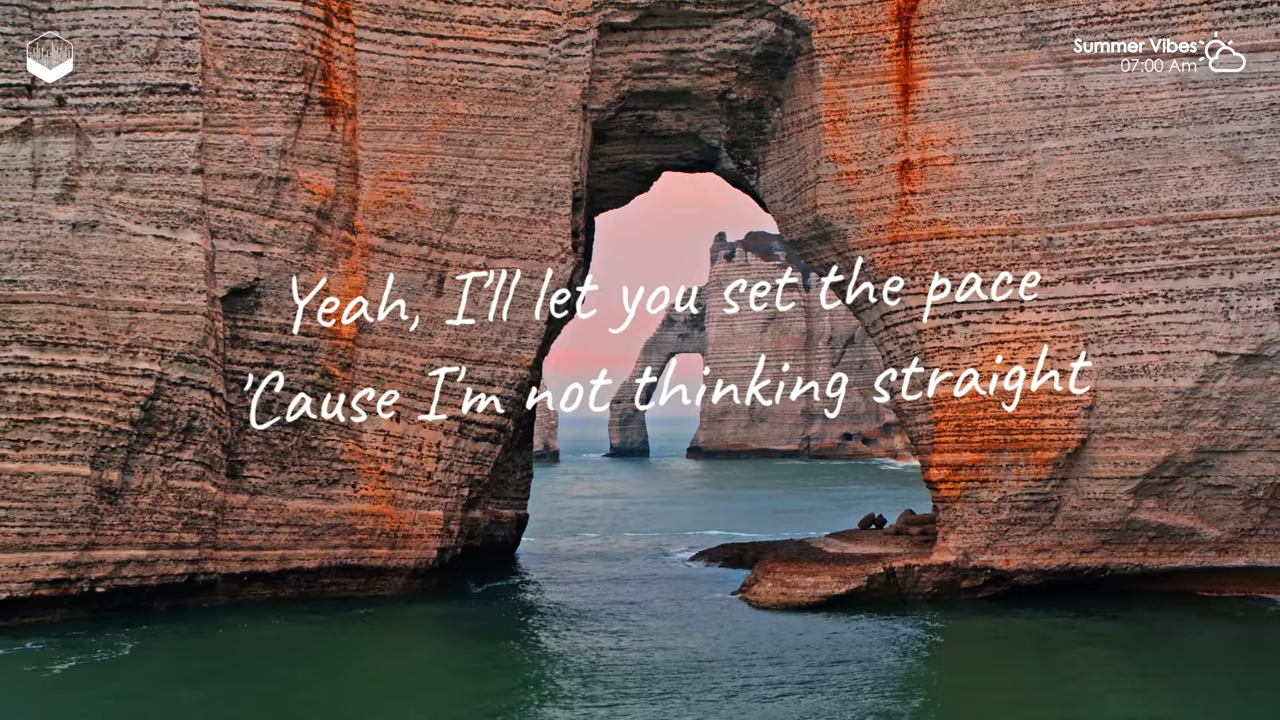 Summer Vibes
07:00 Am
Yeah, I'll let you set the pace
'Cause I'm not thinking straight